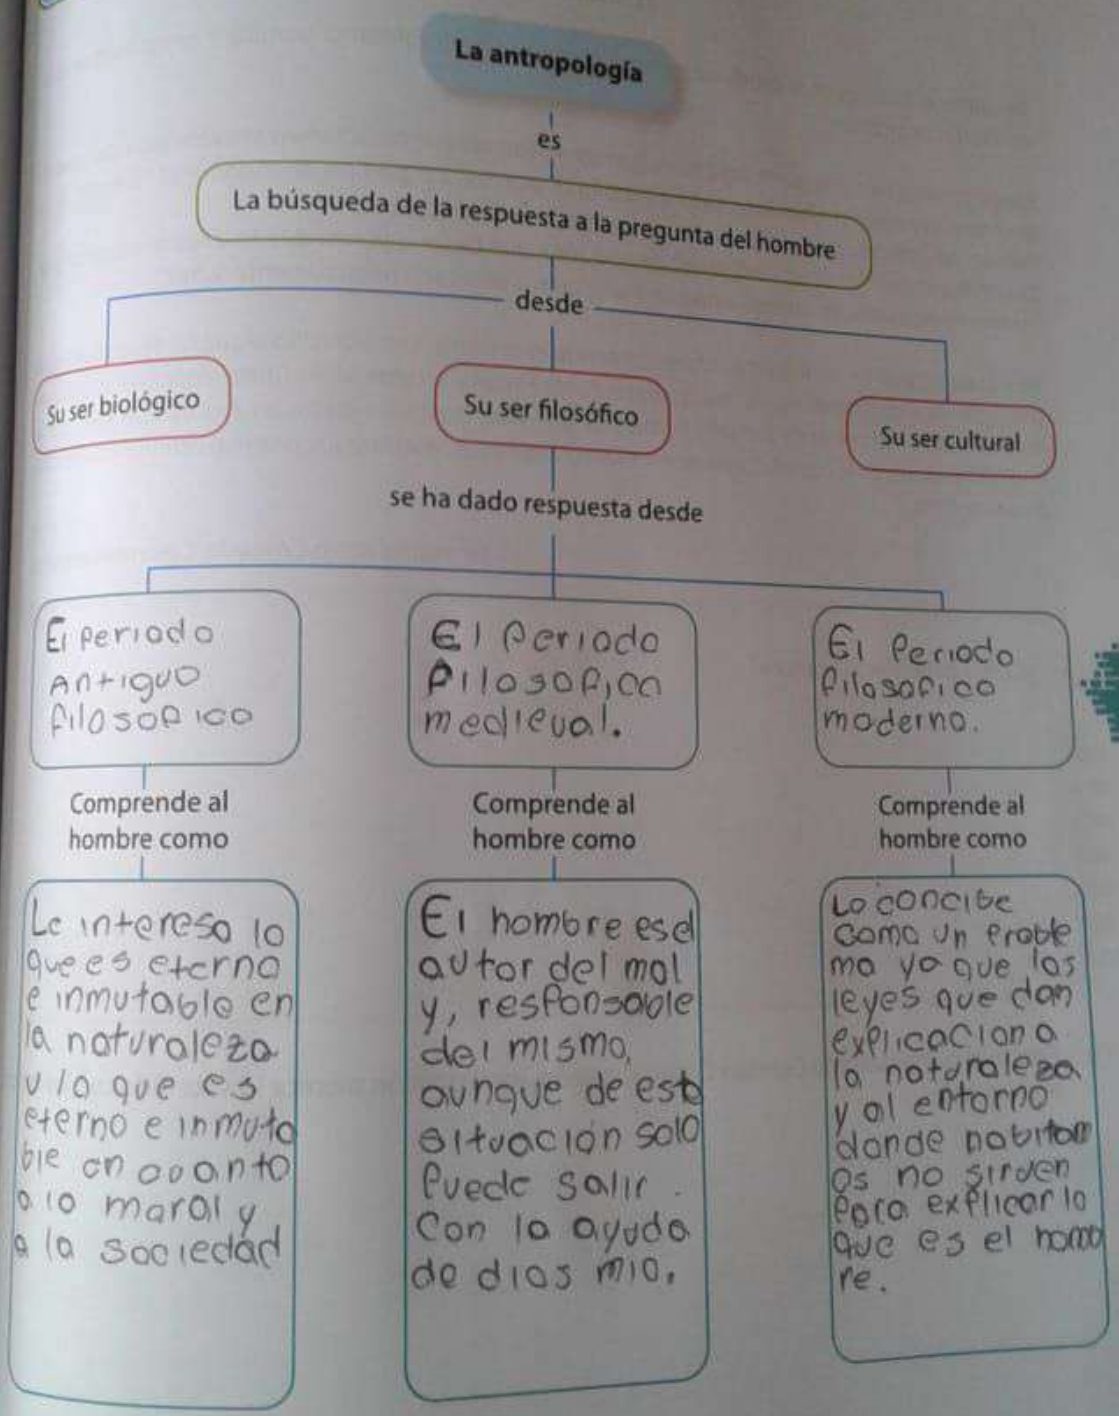 La antropología
es
La búsqueda de la respuesta a la pregunta del hombre
desde
Su ser biológico
Su ser filosófico
Su ser cultural
se ha dado respuesta desde
El periodo
Antiguo
filosofico
El periodo
filosofico
medieval.
El Periodo
filosofico
moderno.
Comprende al
hombre como
Comprende al
hombre como
Comprende al
hombre como
Le interesa lo
que es eterno
e inmutable en
la naturaleza
y lo que es
eterno e inmuta
ble en cuanto
a lo moral y
a la sociedad
El hombre es el
autor del mal
y, responsable
del mismo,
aunque de esta
situación solo
Puede salir.
Con la ayuda
de dios mio.
Lo concibe
como un proble
ma ya que las
leyes que dan
explicacion a
la naturaleza
y al entorno
donde habitam
os no sirven
Para explicar lo
que es el homb
re.